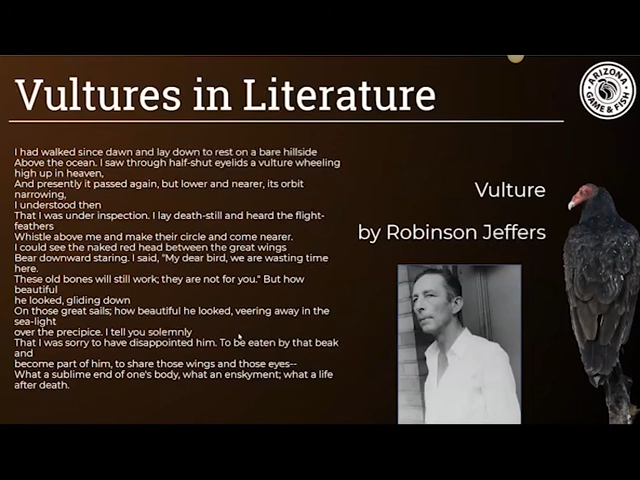 Vultures in Literature
ARIZONA
GAME & FISH
I had walked since dawn and lay down to rest on a bare hillside
Above the ocean. I saw through half-shut eyelids a vulture wheeling
high up in heaven,
And presently it passed again, but lower and nearer, its orbit
narrowing,
I understood then
That I was under inspection. I lay death-still and heard the flight-
feathers
Whistle above me and make their circle and come nearer.
I could see the naked red head between the great wings
Bear downward staring. I said, "My dear bird, we are wasting time
here.
These old bones will still work; they are not for you." But how
beautiful
he looked, gliding down
On those great sails; how beautiful he looked, veering away in the
sea-light
over the precipice. I tell you solemnly
That I was sorry to have disappointed him. To be eaten by that beak
and
become part of him, to share those wings and those eyes--
What a sublime end of one's body, what an enskyment; what a life
after death.
Vulture
by Robinson Jeffers